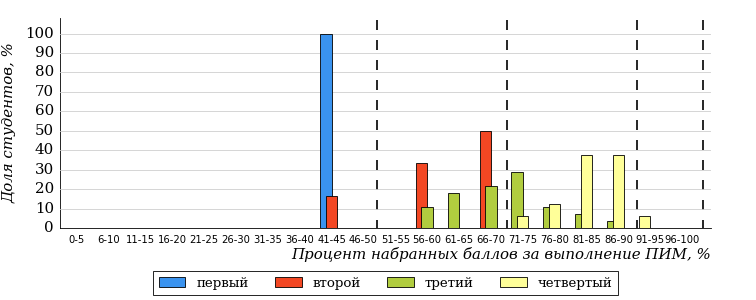 Доля студентов, %
100
90
80
70
60
50
40
30
20
10
0
0-5 6-10 11-15 16-20 21-25 26-30 31-35 36-40 41-45 46-50 51-55 56-60 61-65 66-70 71-75 76-80 81-85 86-90 91-95 96-100
Процент набранных баллов за выполнение ПИМ, %
первый второй третий четвертый